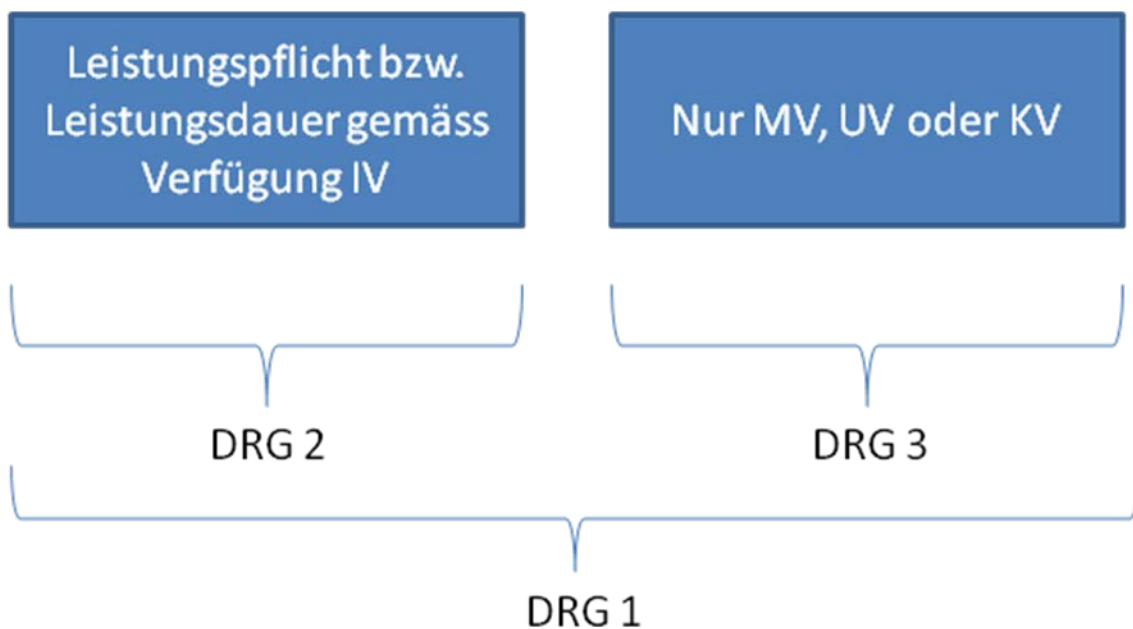 Leistungspflicht bzw.
Leistungsdauer gemäss
Verfügung IV
Nur MV, UV oder KV
DRG 2
DRG 3
DRG 1